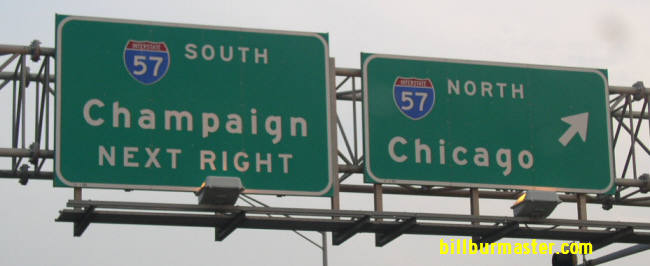 INTERSTATE
57
SOUTH
Champaign
NEXT RIGHT
INTERSTATE
57
NORTH
Chicago
billburmaster.com